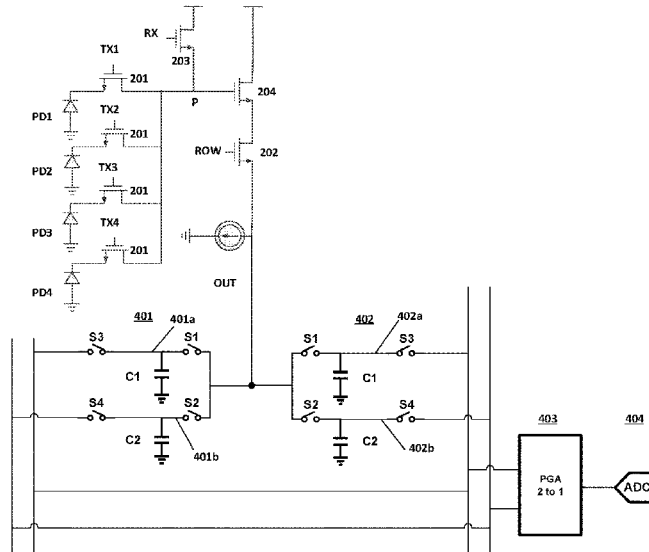 RX
203
TX1
201
204
P
PD1
TX2
201
ROW
202
PD2
TX3
201
PD3
TX4
201
PD4
OUT
401
401a
S3
S1
C1
S4
S2
C2
401b
S1
402
402a
S3
C1
S2
S4
C2
402b
403
404
PGA
2 to 1
ADC